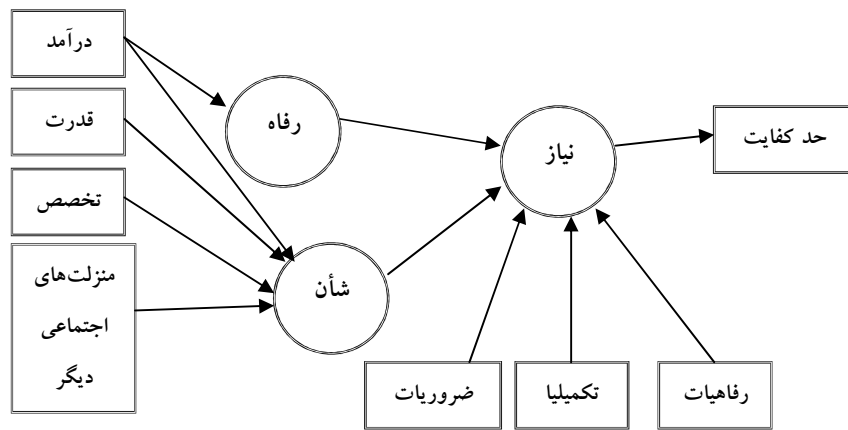 درآمد
رفاه
قدرت
حد کفایت
نیاز
تخصص
منزلت‌های
اجتماعی
دیگر
شأن
ضروریات
تکمیلیا
رفاهیات